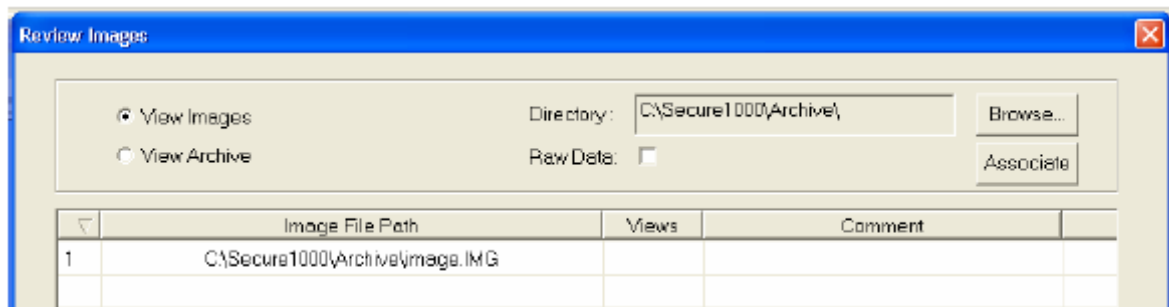 Review Images
View Images Directory: C:\Secure1000\Archive\ Browse...
View Archive Raw Data: Associate
Image File Path Views Comment
1 C:\Secure1000\Archive\image.IMG